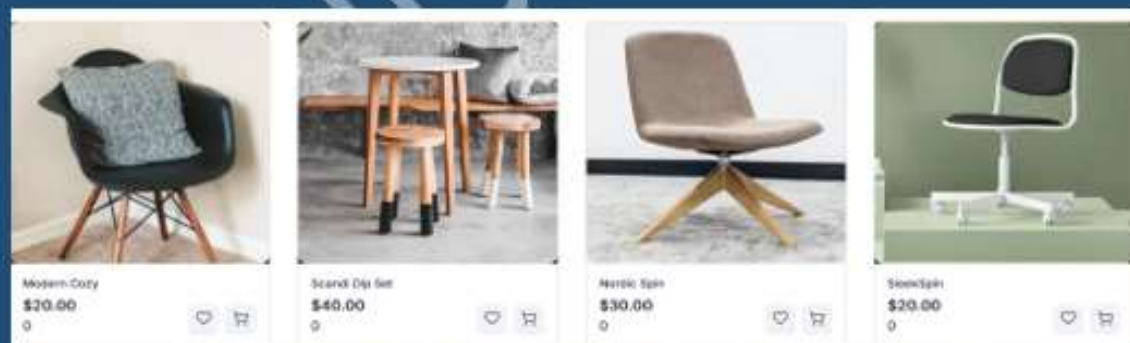 Modern Cozy
$20.00
0
Scandi Dip Set
$40.00
0
Nordic Spin
$30.00
0
SleekSpin
$20.00
0